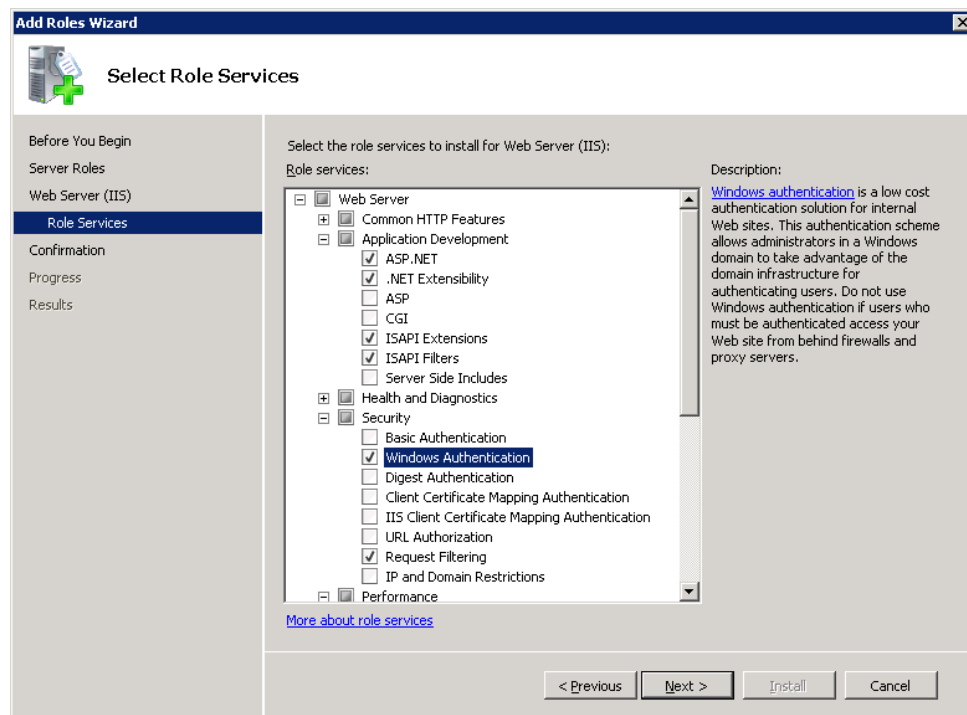 Add Roles Wizard
Select Role Services
Before You Begin
Server Roles
Web Server (IIS)
Role Services
Confirmation
Progress
Results
Select the role services to install for Web Server (IIS):
Role services:
Web Server
Common HTTP Features
Application Development
ASP.NET
.NET Extensibility
ASP
CGI
ISAPI Extensions
ISAPI Filters
Server Side Includes
Health and Diagnostics
Security
Basic Authentication
Windows Authentication
Digest Authentication
Client Certificate Mapping Authentication
IIS Client Certificate Mapping Authentication
URL Authorization
Request Filtering
IP and Domain Restrictions
Performance
More about role services
Description:
Windows authentication is a low cost
authentication solution for internal
Web sites. This authentication scheme
allows administrators in a Windows
domain to take advantage of the
domain infrastructure for
authenticating users. Do not use
Windows authentication if users who
must be authenticated access your
Web site from behind firewalls and
proxy servers.
< Previous
Next >
Install
Cancel